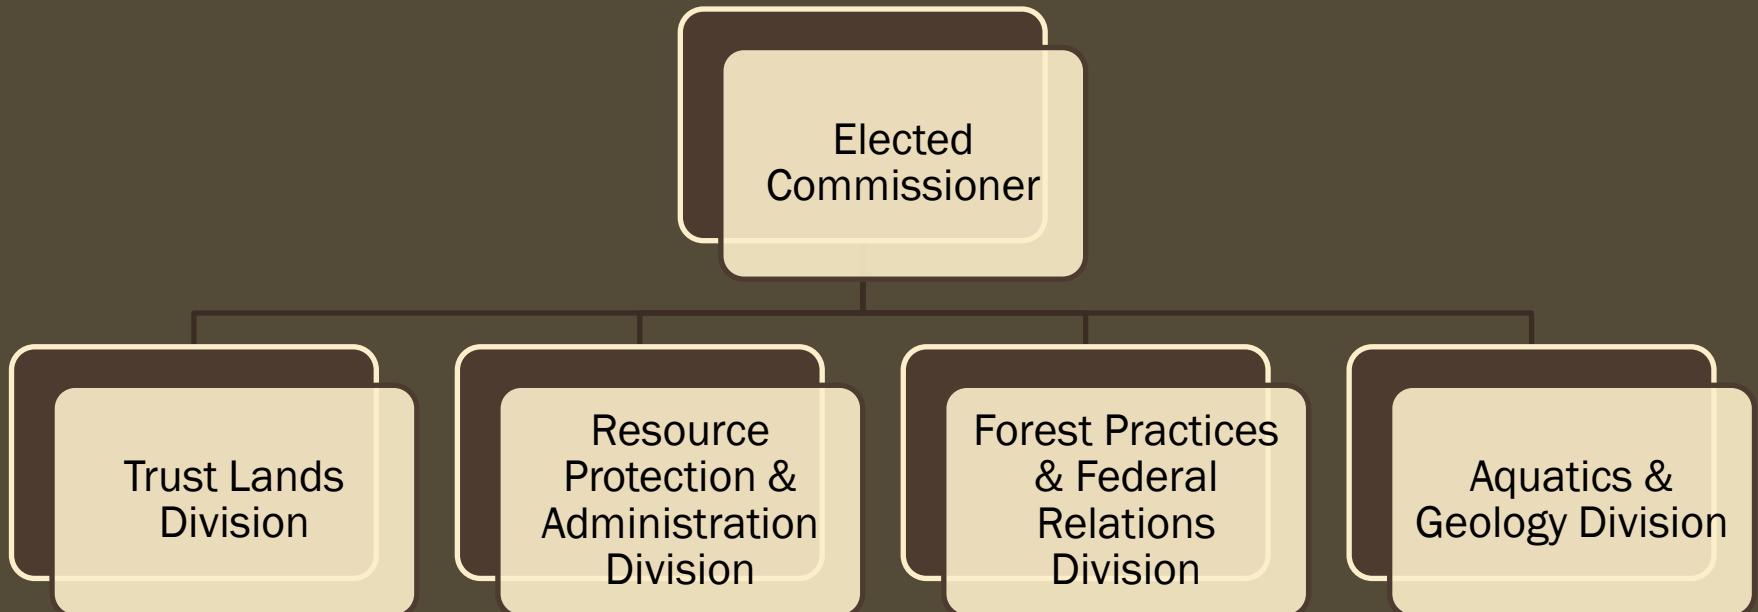 Elected
Commissioner
Trust Lands
Division
Resource
Protection &
Administration
Division
Forest Practices
& Federal
Relations
Division
Aquatics &
Geology Division